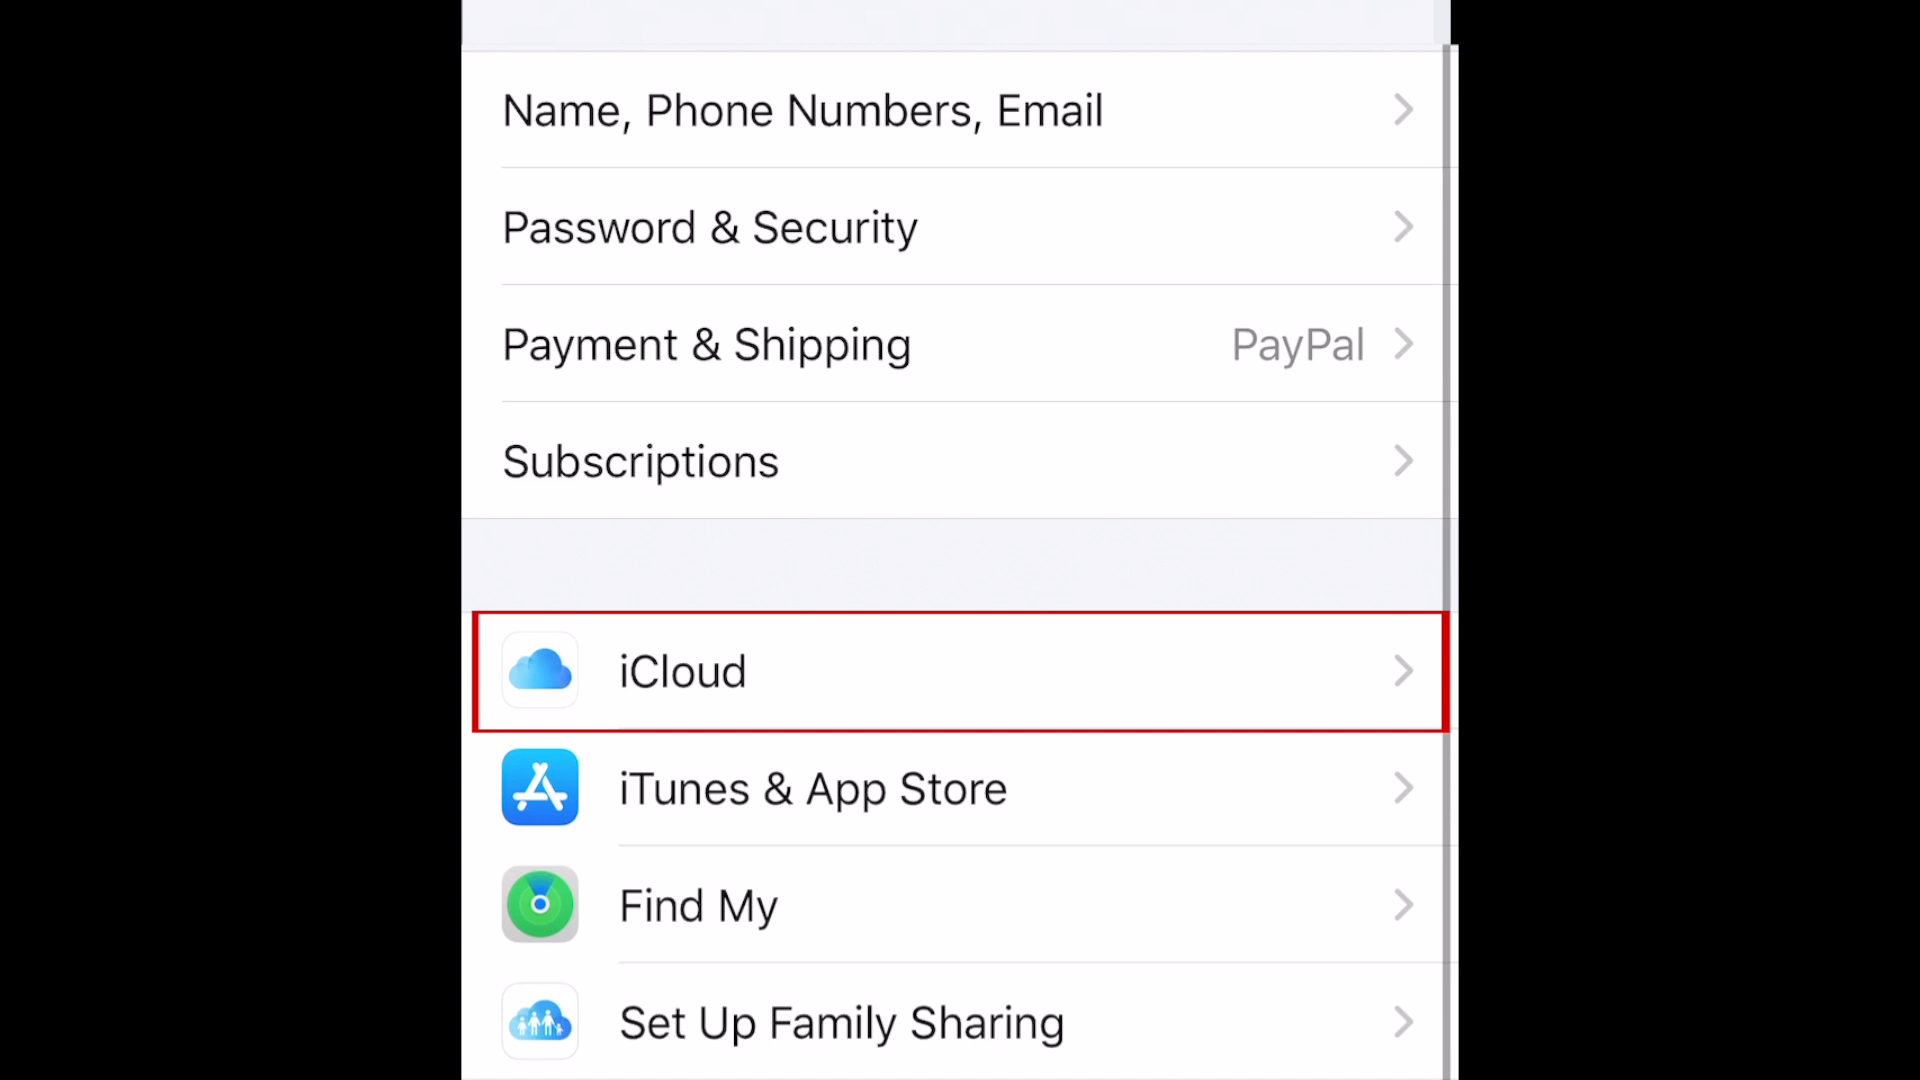 Name, Phone Numbers, Email
Password & Security
Payment & Shipping PayPal
Subscriptions
iCloud
iTunes & App Store
Find My
Set Up Family Sharing